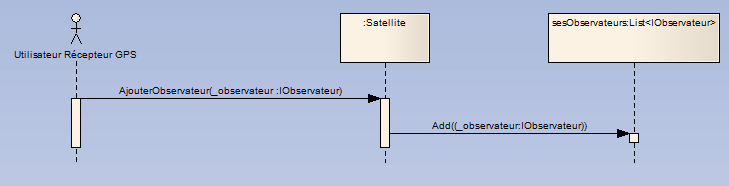 :Satellite
sesObservateurs:List<IObservateur>
Utilisateur Récepteur GPS
AjouterObservateur(_observateur :IObservateur)
Add((_observateur:IObservateur))